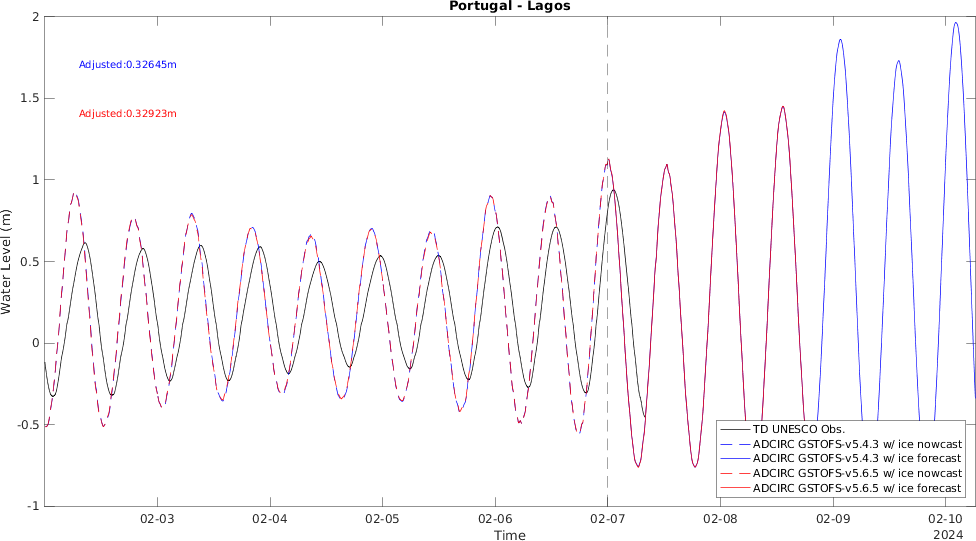 Portugal - Lagos
Adjusted:0.32645m
Adjusted:0.32923m
Water Level (m)
2
1.5
1
0.5
0
-0.5
-1
TD UNESCO Obs.
ADCIRC GSTOFS-v5.4.3 w/ ice nowcast
ADCIRC GSTOFS-v5.4.3 w/ ice forecast
ADCIRC GSTOFS-v5.6.5 w/ ice nowcast
ADCIRC GSTOFS-v5.6.5 w/ ice forecast
02-03 02-04 02-05 02-06 02-07 02-08 02-09 02-10
Time
2024